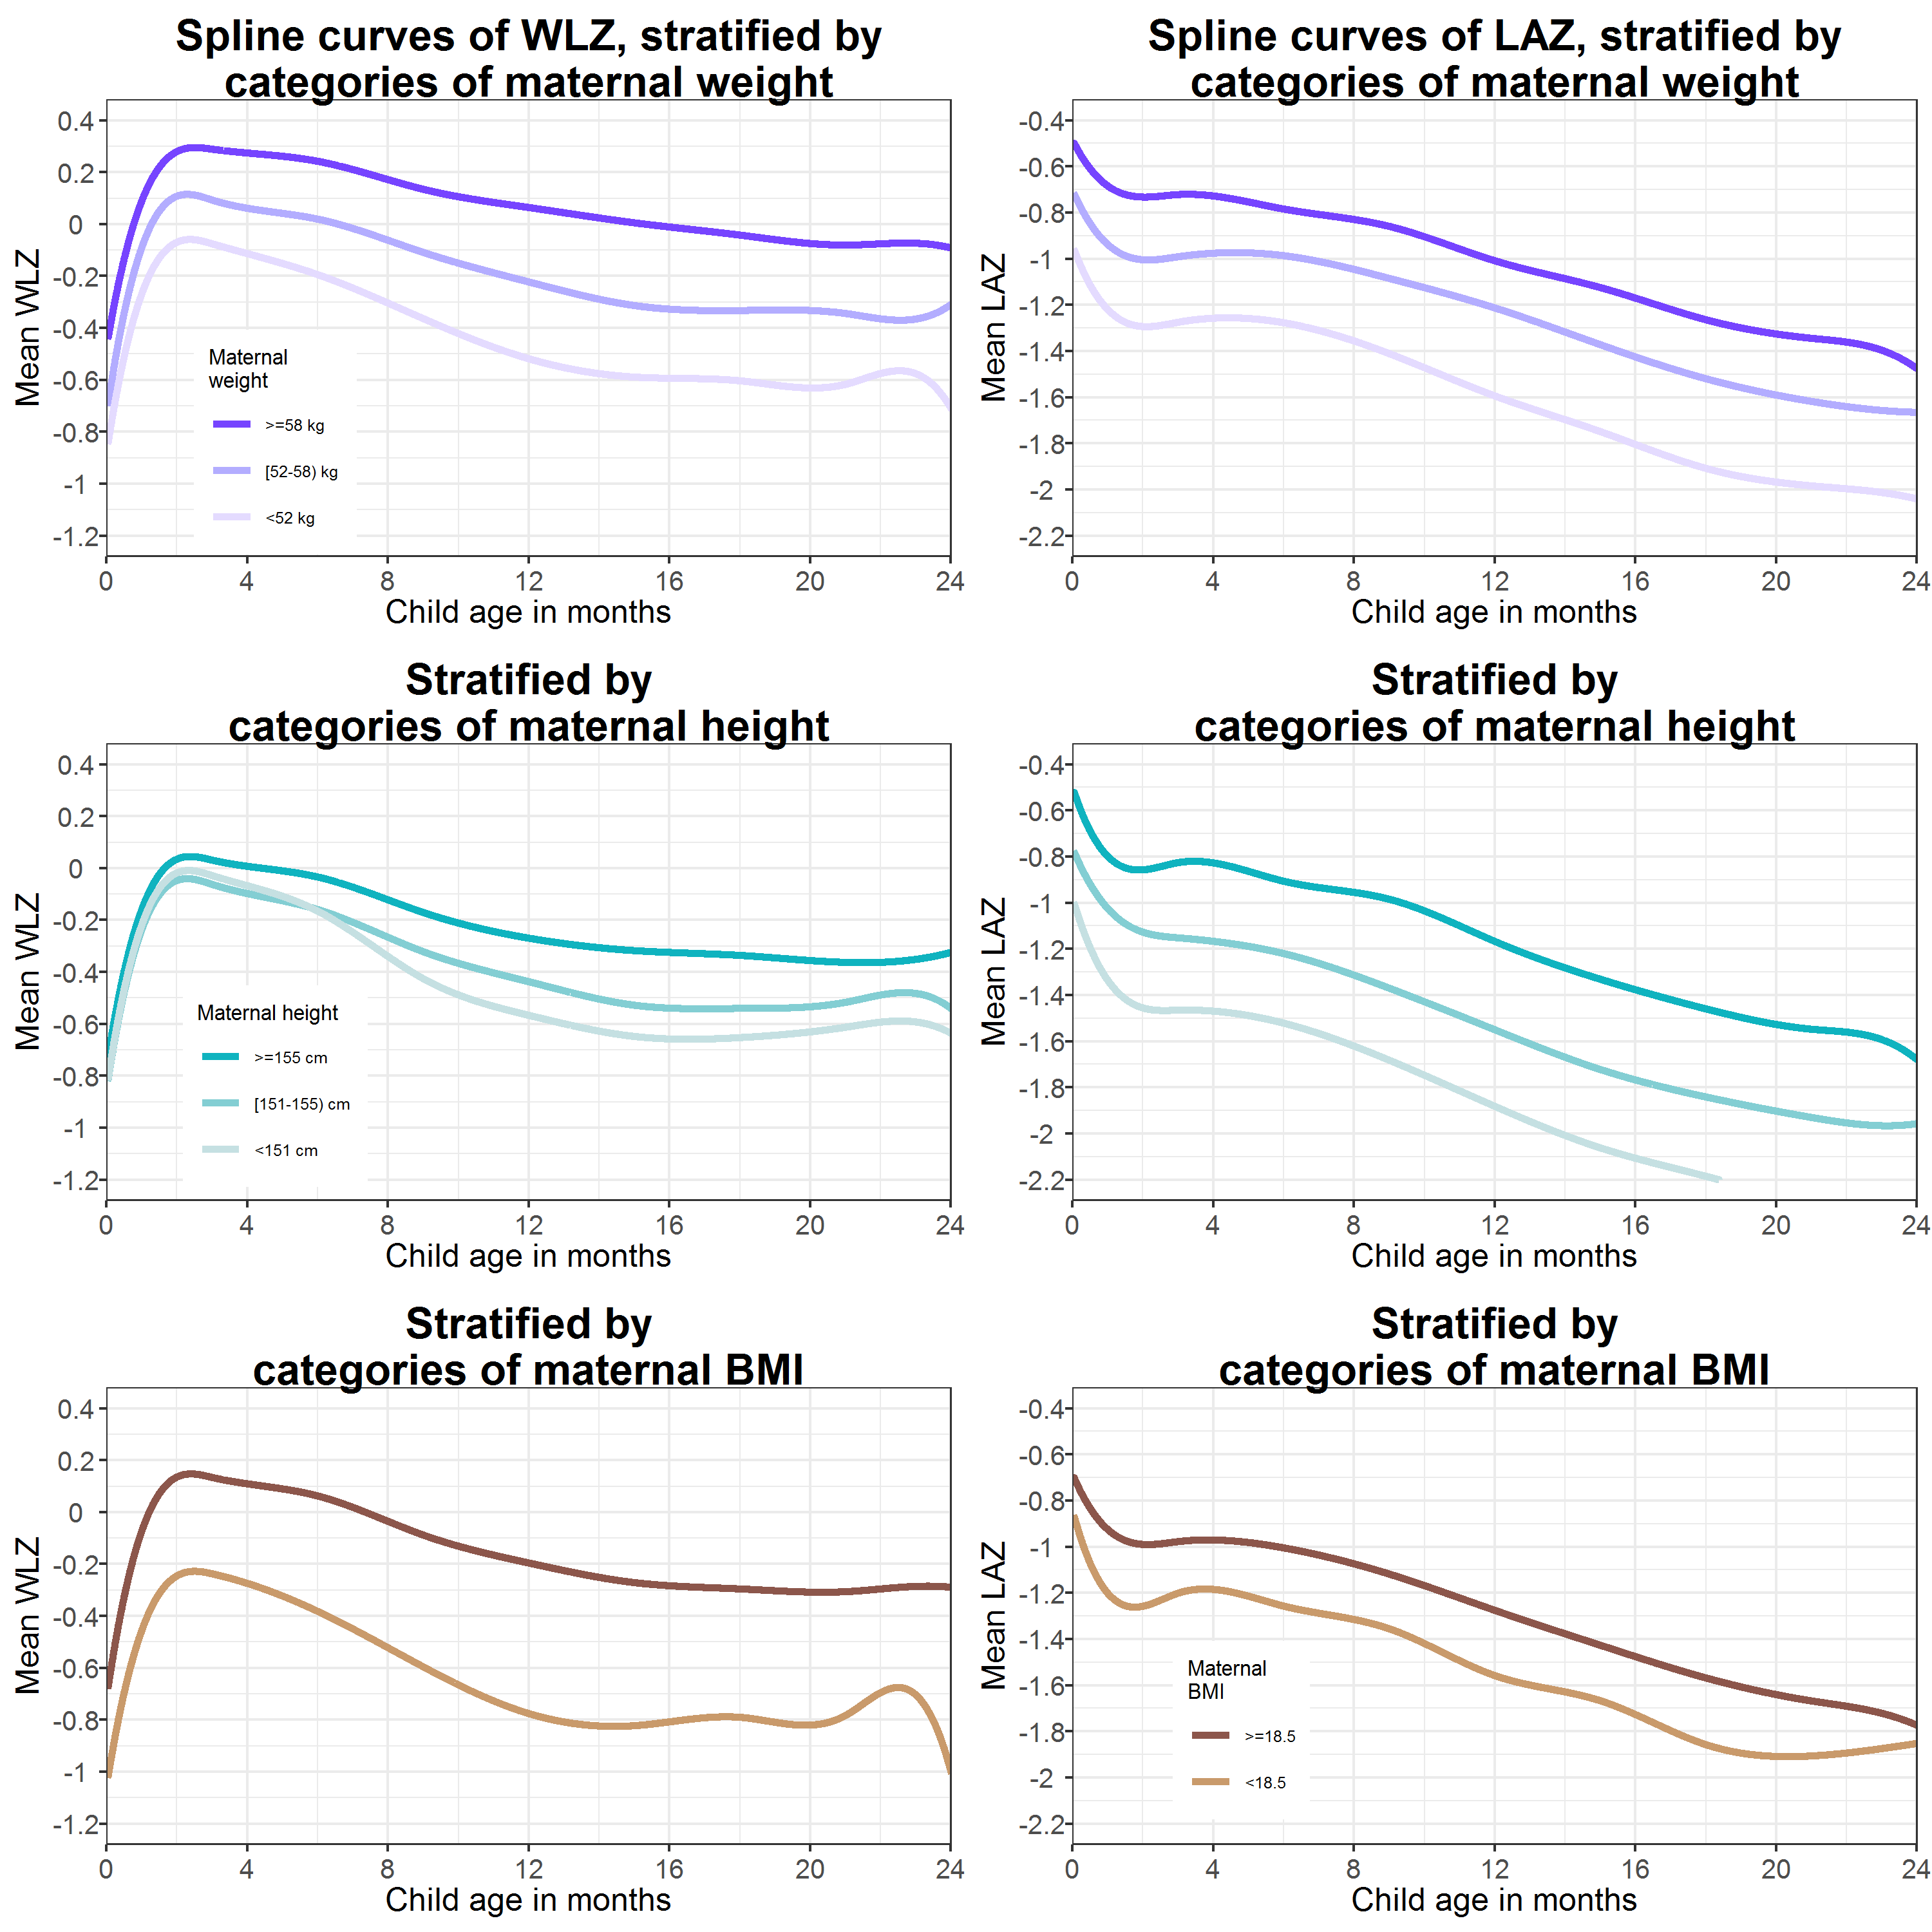 Spline curves of WLZ, stratified by
categories of maternal weight
0.4
0.2
0
-0.2
-0.4
-0.6
-0.8
-1
-1.2
Mean WLZ
Maternal
weight
>=58 kg
[52-58) kg
<52 kg
0 4 8 12 16 20 24
Child age in months
Spline curves of LAZ, stratified by
categories of maternal weight
-0.4
-0.6
-0.8
-1
-1.2
-1.4
-1.6
-1.8
-2
-2.2
Mean LAZ
0 4 8 12 16 20 24
Child age in months
Stratified by
categories of maternal height
0.4
0.2
0
-0.2
-0.4
-0.6
-0.8
-1
-1.2
Mean WLZ
Maternal height
>=155 cm
[151-155) cm
<151 cm
0 4 8 12 16 20 24
Child age in months
Stratified by
categories of maternal height
-0.4
-0.6
-0.8
-1
-1.2
-1.4
-1.6
-1.8
-2
-2.2
Mean LAZ
0 4 8 12 16 20 24
Child age in months
Stratified by
categories of maternal BMI
0.4
0.2
0
-0.2
-0.4
-0.6
-0.8
-1
-1.2
Mean WLZ
0 4 8 12 16 20 24
Child age in months
Stratified by
categories of maternal BMI
-0.4
-0.6
-0.8
-1
-1.2
-1.4
-1.6
-1.8
-2
-2.2
Mean LAZ
Maternal
BMI
>=18.5
<18.5
0 4 8 12 16 20 24
Child age in months